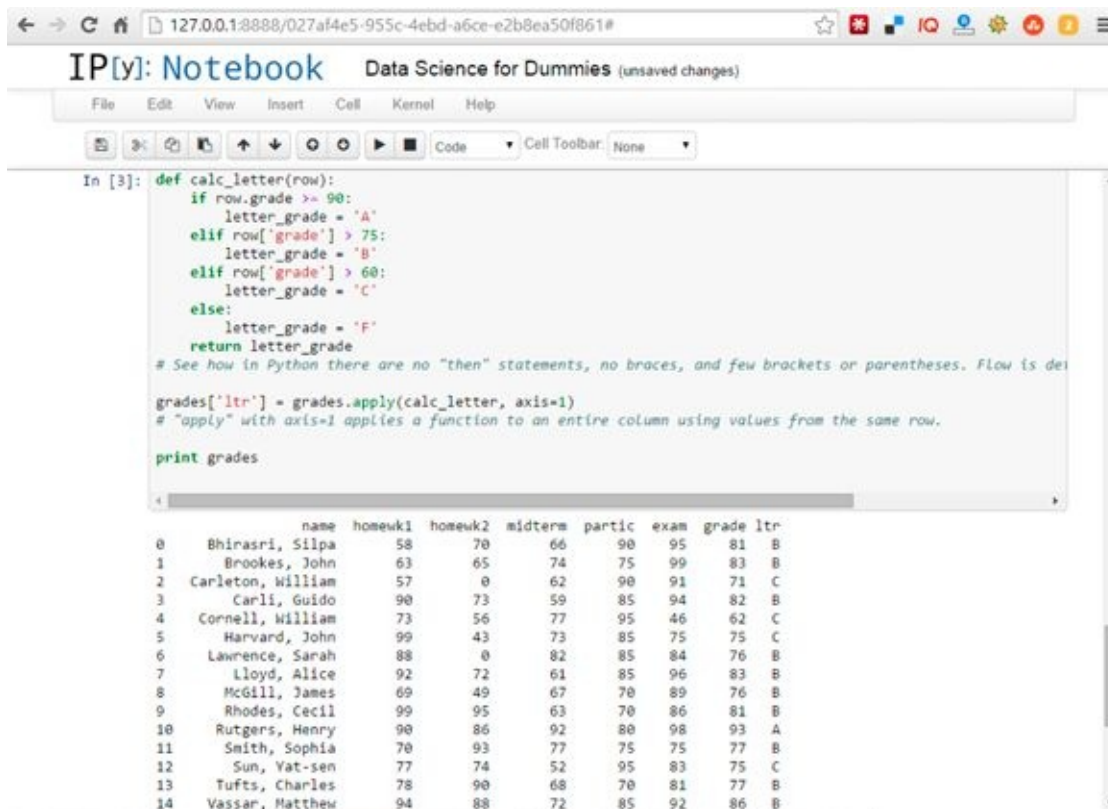 127.0.0.1:8888/027af4e5-955c-4ebd-a6ce-e2b8ea50f861#
IP[y]: Notebook Data Science for Dummies (unsaved changes)
File Edit View Insert Cell Kernel Help
Code Cell Toolbar: None
In [3]: def calc_letter(row):
if row.grade >= 90:
letter_grade = 'A'
elif row['grade'] > 75:
letter_grade = 'B'
elif row['grade'] > 60:
letter_grade = 'C'
else:
letter_grade = 'F'
return letter_grade
# See how in Python there are no "then" statements, no braces, and few brackets or parentheses. Flow is de
grades['ltr'] = grades.apply(calc_letter, axis=1)
# "apply" with axis=1 applies a function to an entire column using values from the same row.
print grades
name homewk1 homewk2 midterm partic exam grade ltr
0 Bhirasri, Silpa 58 70 66 90 95 81 B
1 Brookes, John 63 65 74 75 99 83 B
2 Carleton, William 57 0 62 90 91 71 C
3 Carli, Guido 90 73 59 85 94 82 B
4 Cornell, William 73 56 77 95 46 62 C
5 Harvard, John 99 43 73 85 75 75 C
6 Lawrence, Sarah 88 0 82 85 84 76 B
7 Lloyd, Alice 92 72 61 85 96 83 B
8 McGill, James 69 49 67 70 89 76 B
9 Rhodes, Cecil 99 95 63 70 86 81 B
10 Rutgers, Henry 90 86 92 80 98 93 A
11 Smith, Sophia 70 93 77 75 75 77 B
12 Sun, Yat-sen 77 74 52 95 83 75 C
13 Tufts, Charles 78 90 68 70 81 77 B
14 Vassar, Matthew 94 88 72 85 92 86 B